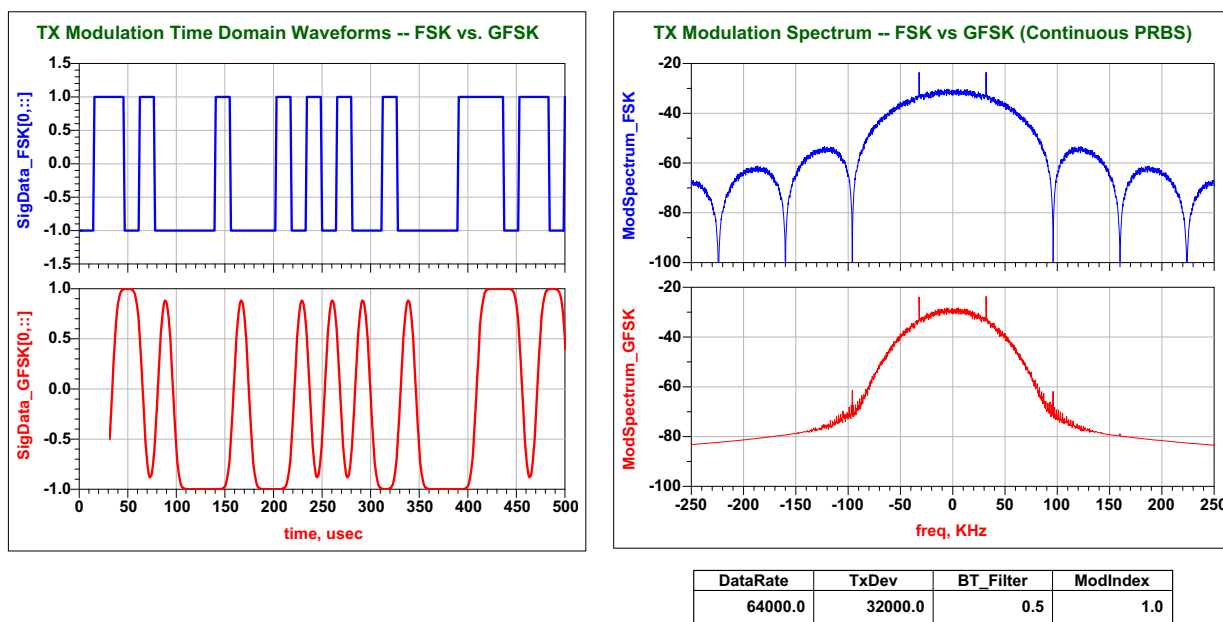 TX Modulation Time Domain Waveforms -- FSK vs. GFSK
SigData_FSK[0,::]
1.5
1.0
0.5
0.0
-0.5
-1.0
-1.5
SigData_GFSK[0,::]
1.0
0.5
0.0
-0.5
-1.0
0 50 100 150 200 250 300 350 400 450 500
time, usec
TX Modulation Spectrum -- FSK vs GFSK (Continuous PRBS)
ModSpectrum_FSK
-20
-40
-60
-80
-100
ModSpectrum_GFSK
-20
-40
-60
-80
-100
-250 -200 -150 -100 -50 0 50 100 150 200 250
freq, KHz
DataRate TxDev BT_Filter ModIndex
64000.0 32000.0 0.5 1.0